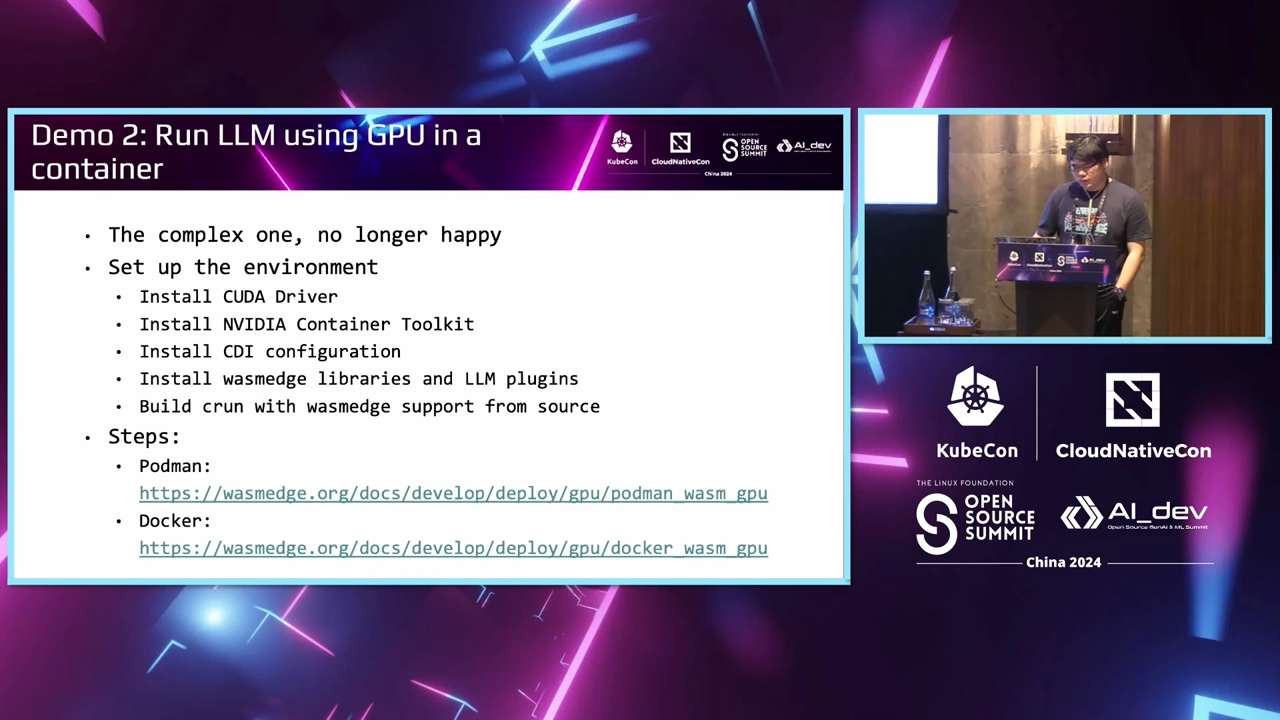 Demo 2: Run LLM using GPU in a
container
KubeCon
CloudNativeCon
OPEN
SOURCE
SUMMIT
AI_dev
China 2024
• The complex one, no longer happy
• Set up the environment
• Install CUDA Driver
• Install NVIDIA Container Toolkit
• Install CDI configuration
• Install wasmedge libraries and LLM plugins
• Build crun with wasmedge support from source
• Steps:
• Podman:
https://wasmedge.org/docs/develop/deploy/gpu/podman_wasm_gpu
• Docker:
https://wasmedge.org/docs/develop/deploy/gpu/docker_wasm_gpu
KubeCon
CloudNativeCon
THE LINUX FOUNDATION
OPEN
SOURCE
SUMMIT
AI_dev
Open Source GenAI & ML Summit
China 2024